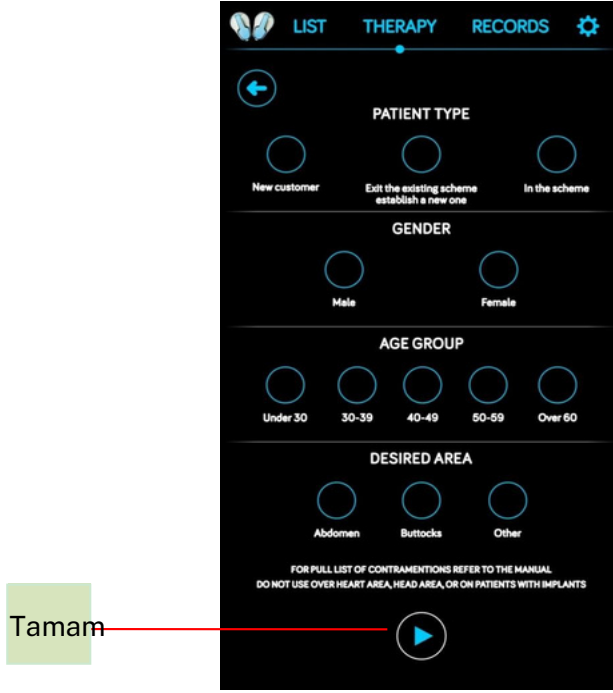 LIST THERAPY RECORDS
PATIENT TYPE
New customer
Exit the existing scheme
establish a new one
In the scheme
GENDER
Male Female
AGE GROUP
Under 30 30-39 40-49 50-59 Over 60
DESIRED AREA
Abdomen Buttocks Other
FOR PULL LIST OF CONTRAMENTIONS REFER TO THE MANUAL
DO NOT USE OVER HEART AREA, HEAD AREA, OR ON PATIENTS WITH IMPLANTS
Tamam